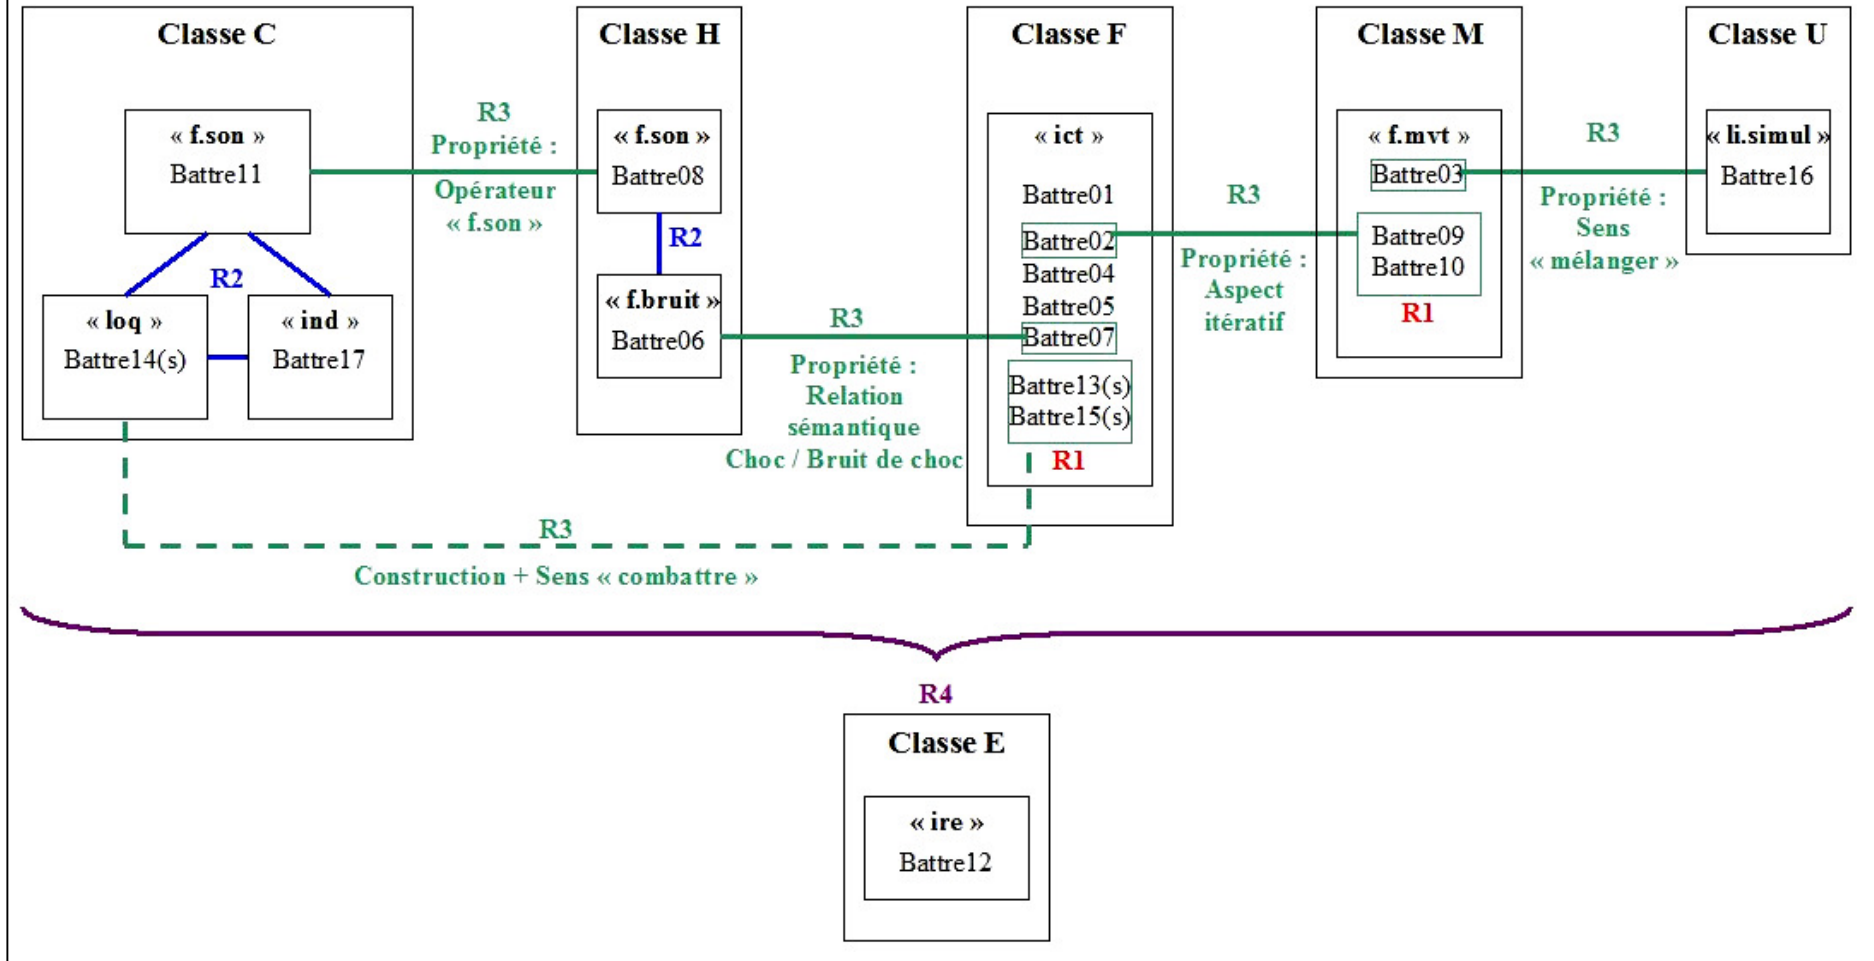 Classe C
« f.son »
Battre11
R2
« loq »
Battre14(s)
« ind »
Battre17
R3
Propriété :
Opérateur
« f.son »
Classe H
« f.son »
Battre08
R2
« f.bruit »
Battre06
R3
Propriété :
Relation
sémantique
Choc / Bruit de choc
Classe F
« ict »
Battre01
Battre02
Battre04
Battre05
Battre07
Battre13(s)
Battre15(s)
R1
R3
Propriété :
Aspect
itératif
Classe M
« f.mvt »
Battre03
Battre09
Battre10
R1
R3
Propriété :
Sens
« mélanger »
Classe U
« li.simul »
Battre16
R3
Construction + Sens « combattre »
R4
Classe E
« ire »
Battre12